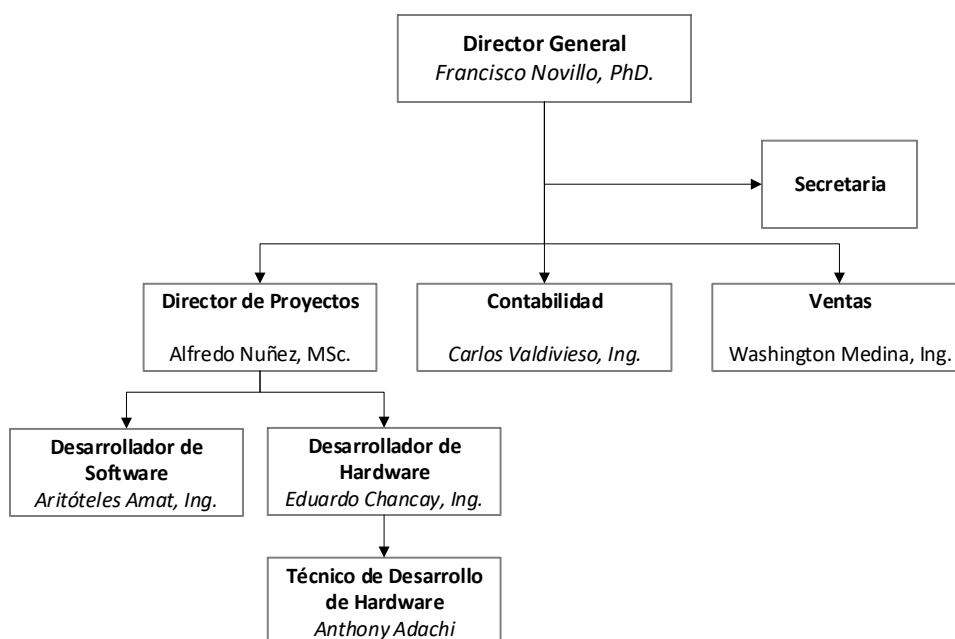 Director General
Francisco Novillo, PhD.
Secretaria
Director de Proyectos
Alfredo Nuñez, MSc.
Contabilidad
Carlos Valdivieso, Ing.
Ventas
Washington Medina, Ing.
Desarrollador de
Software
Aritóteles Amat, Ing.
Desarrollador de
Hardware
Eduardo Chancay, Ing.
Técnico de Desarrollo
de Hardware
Anthony Adachi